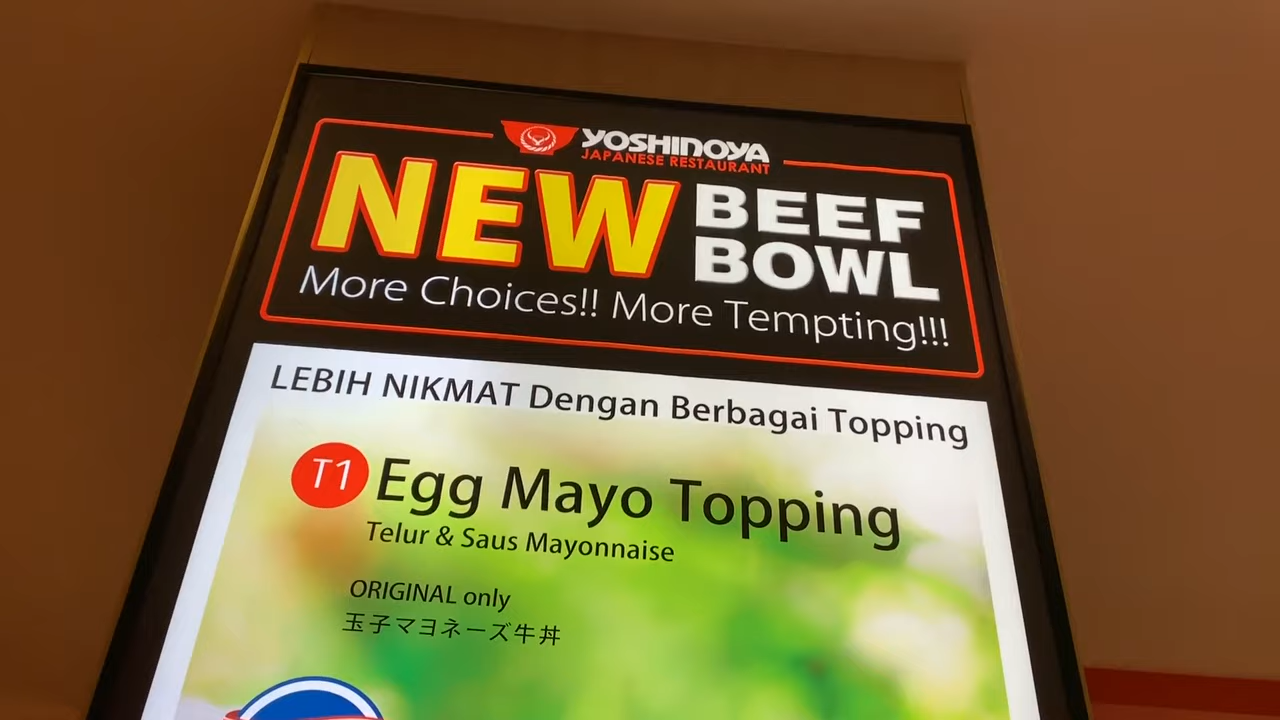 YOSHINOYA
JAPANESE RESTAURANT
NEW BEEF BOWL
More Choices!! More Tempting!!!
LEBIH NIKMAT Dengan Berbagai Topping
T1 Egg Mayo Topping
Telur & Saus Mayonnaise
ORIGINAL only
玉子マヨネーズ牛丼